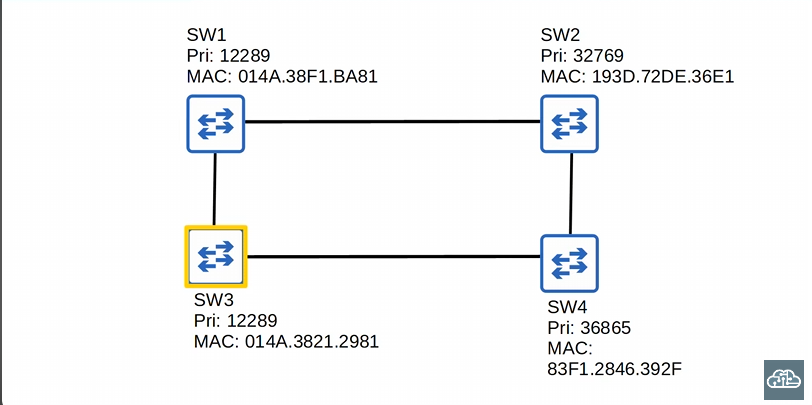 SW1
Pri: 12289
MAC: 014A.38F1.BA81
SW2
Pri: 32769
MAC: 193D.72DE.36E1
SW3
Pri: 12289
MAC: 014A.3821.2981
SW4
Pri: 36865
MAC:
83F1.2846.392F